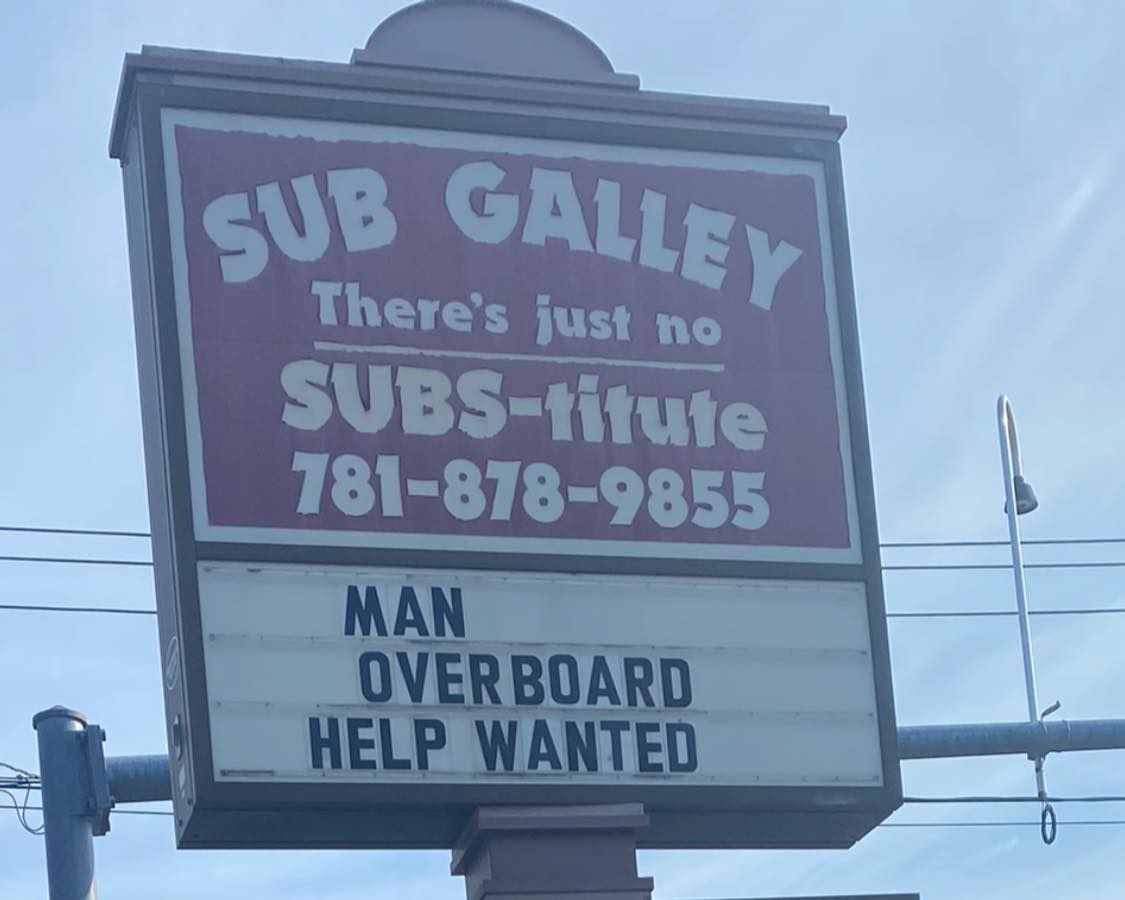 SUB GALLEY
There's just no
SUBS-titute
781-878-9855
MAN
OVERBOARD
HELP WANTED